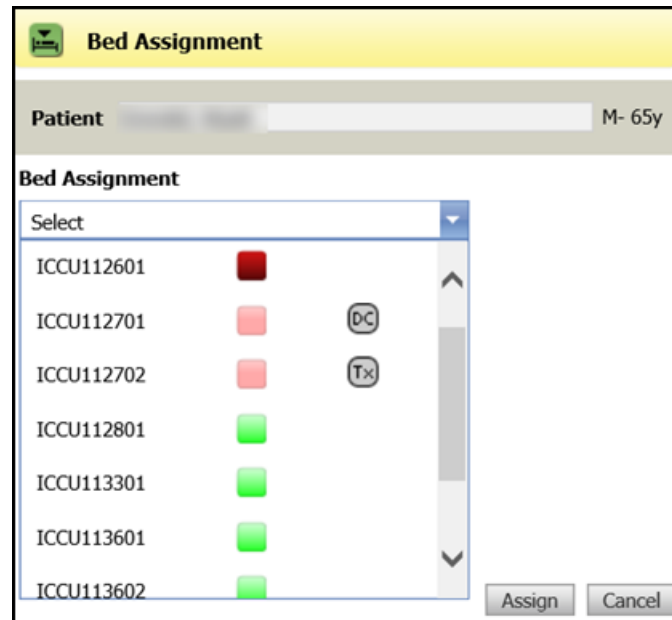 Bed Assignment
Patient M- 65y
Bed Assignment
Select
ICCU112601
ICCU112701 DC
ICCU112702 Tx
ICCU112801
ICCU113301
ICCU113601
ICCU113602
Assign Cancel